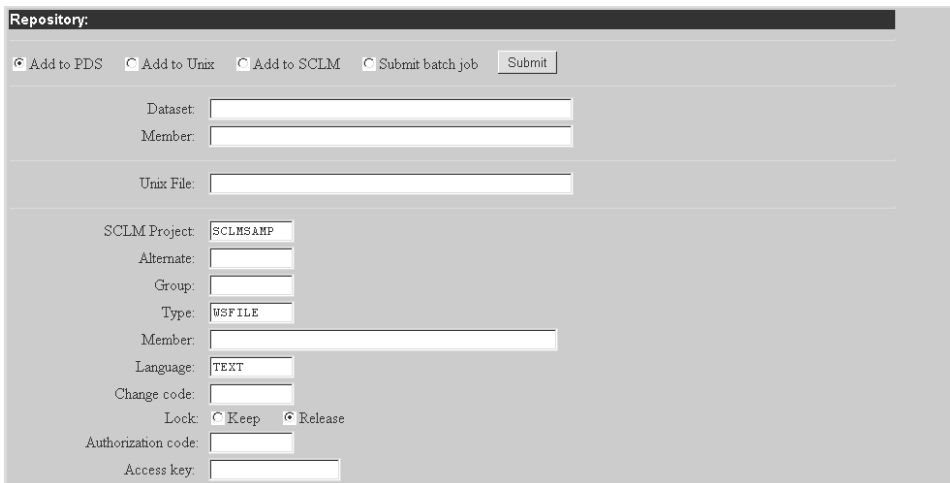 Repository:
Add to PDS Add to Unix Add to SCLM Submit batch job Submit
Dataset:
Member:
Unix File:
SCLM Project: SCLMSAMP
Alternate:
Group:
Type: WSFILE
Member:
Language: TEXT
Change code:
Lock: Keep Release
Authorization code:
Access key: